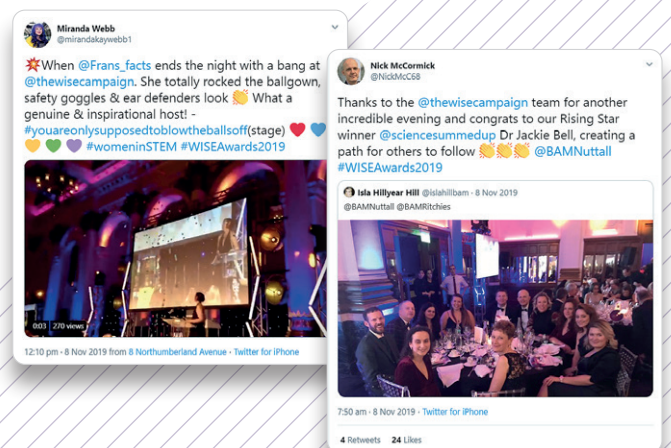 Miranda Webb
@mirandakaywebb1
💥When @Frans_facts ends the night with a bang at
@thewisecampaign. She totally rocked the ballgown,
safety goggles & ear defenders look 👏 What a
genuine & inspirational host! -
#youareonlysupposedtoblowtheballsoff(stage) ❤️ 💙
💛 💚 💜 #womeninSTEM #WISEAwards2019
0:03 270 views
12:10 pm · 8 Nov 2019 from 8 Northumberland Avenue · Twitter for iPhone
Nick McCormick
@NickMcC68
Thanks to the @thewisecampaign team for another
incredible evening and congrats to our Rising Star
winner @sciencesummedup Dr Jackie Bell, creating a
path for others to follow 👏👏👏 @BAMNuttall
#WISEAwards2019
Isla Hillyear Hill @islahillbam · 8 Nov 2019
@BAMNuttall @BAMRitchies
7:50 am · 8 Nov 2019 · Twitter for iPhone
4 Retweets 24 Likes